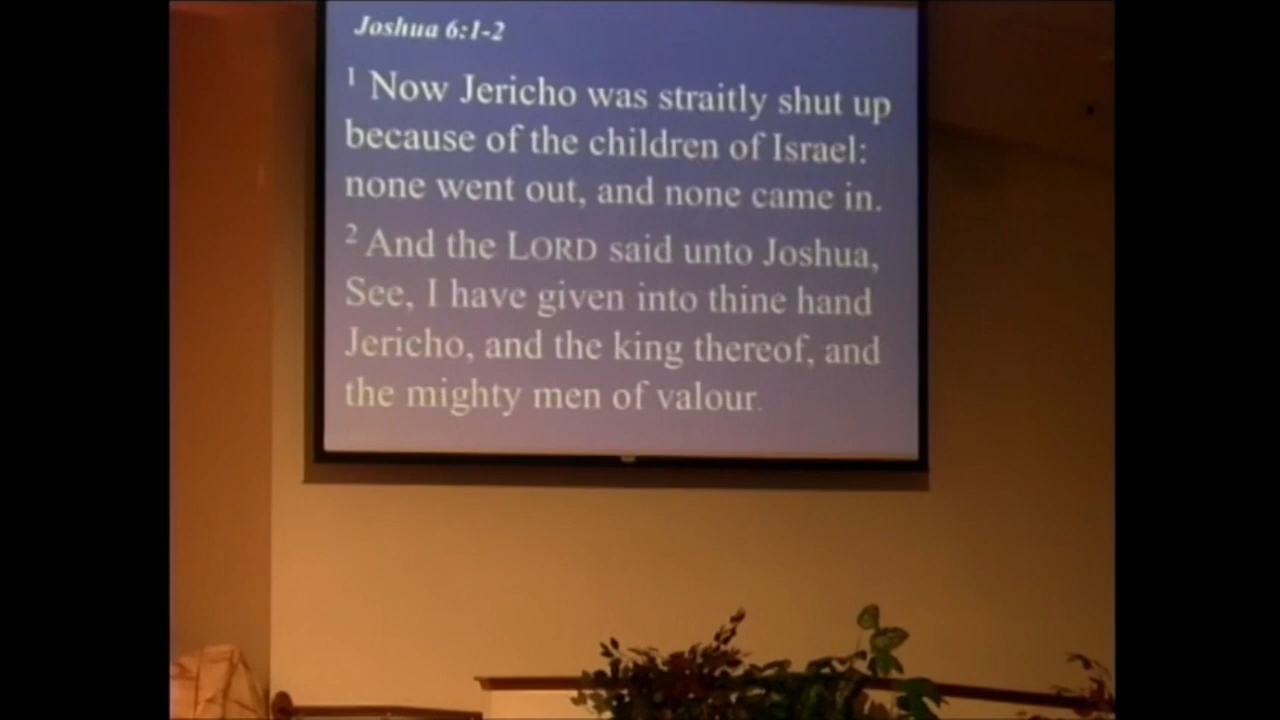 Joshua 6:1-2
1 Now Jericho was straitly shut up
because of the children of Israel:
none went out, and none came in.
2 And the LORD said unto Joshua,
See, I have given into thine hand
Jericho, and the king thereof, and
the mighty men of valour.